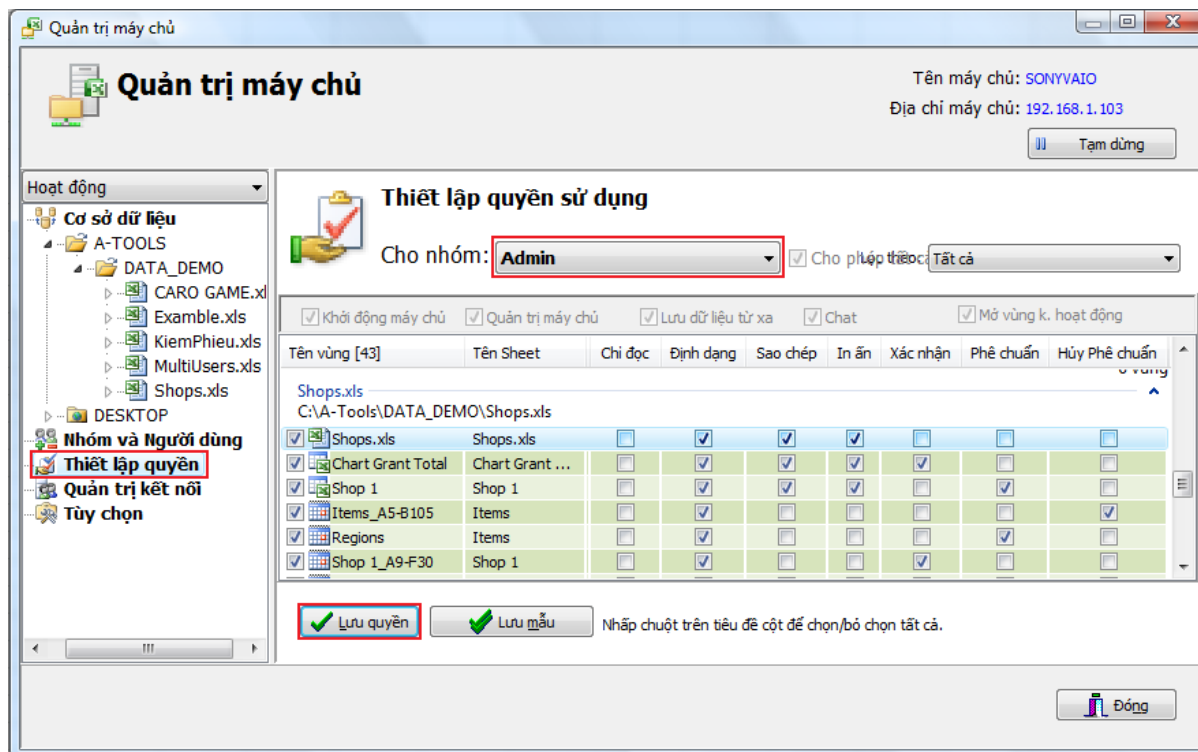 Quản trị máy chủ
Quản trị máy chủ
Tên máy chủ: SONYVAIO
Địa chỉ máy chủ: 192.168.1.103
Tạm dừng
Hoạt động
Cơ sở dữ liệu
A-TOOLS
DATA_DEMO
CARO GAME.xl
Examble.xls
KiemPhieu.xls
MultiUsers.xls
Shops.xls
DESKTOP
Nhóm và Người dùng
Thiết lập quyền
Quản trị kết nối
Tùy chọn
Thiết lập quyền sử dụng
Cho nhóm: Admin Cho phép Tất cả
Khởi động máy chủ Quản trị máy chủ Lưu dữ liệu từ xa Chat Mở vùng k. hoạt động
Tên vùng [43] Tên Sheet Chỉ đọc Định dạng Sao chép In ấn Xác nhận Phê chuẩn Hủy Phê chuẩn
Shops.xls
C:\A-Tools\DATA_DEMO\Shops.xls
Shops.xls Shops.xls
Chart Grant Total Chart Grant ...
Shop 1 Shop 1
Items_A5-B105 Items
Regions Items
Shop 1_A9-F30 Shop 1
Lưu quyền Lưu mẫu Nhấp chuột trên tiêu đề cột để chọn/bỏ chọn tất cả.
Đóng